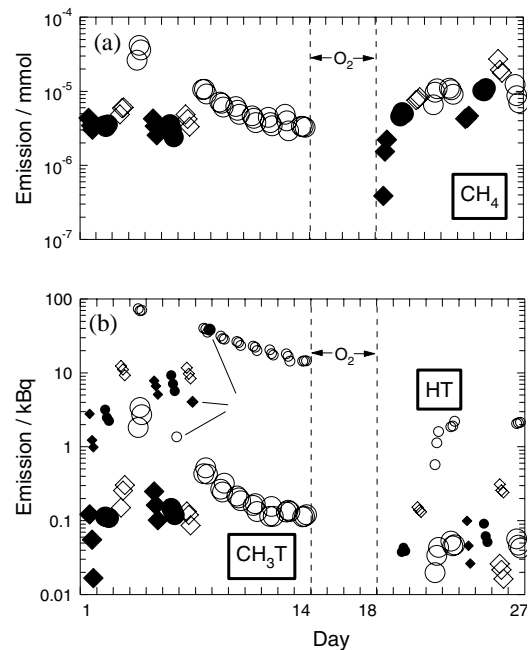 (a)
10⁻⁴
10⁻⁵
10⁻⁶
10⁻⁷
Emission / mmol
O₂
CH₄
(b)
100
10
1
0.1
0.01
Emission / kBq
O₂
HT
CH₃T
1
14
18
27
Day